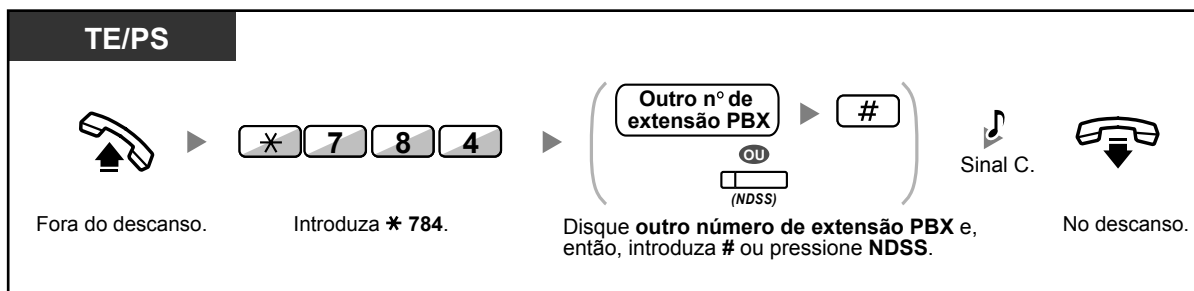 TE/PS
Outro n° de
extensão PBX
#
* 7 8 4
OU
(NDSS)
Sinal C.
Fora do descanso.
Introduza * 784.
Disque outro número de extensão PBX e,
então, introduza # ou pressione NDSS.
No descanso.